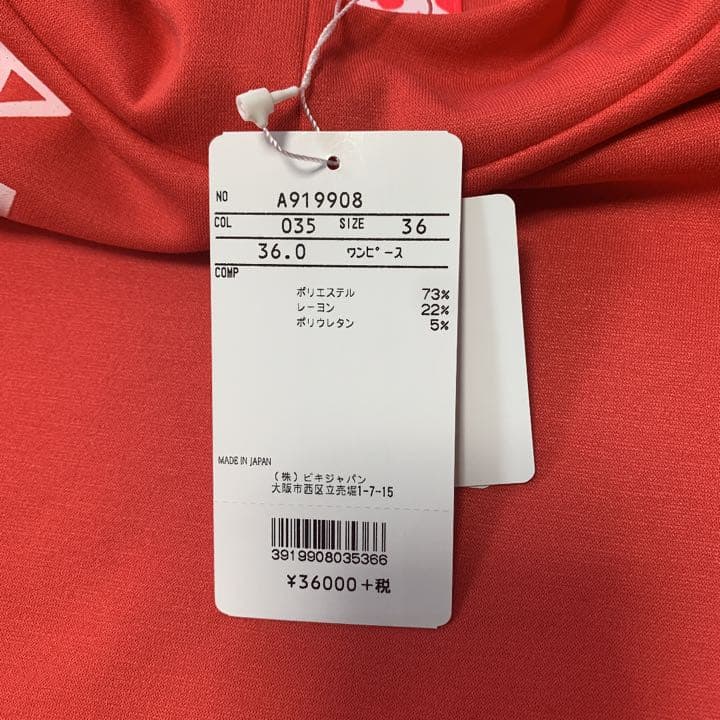 NO A919908
COL 035 SIZE 36
36.0 ワンピース
COMP
ポリエステル 73%
レーヨン 22%
ポリウレタン 5%
MADE IN JAPAN
(株)ピキジャパン
大阪市西区立売堀1-7-15
3919908035366
¥36000+税